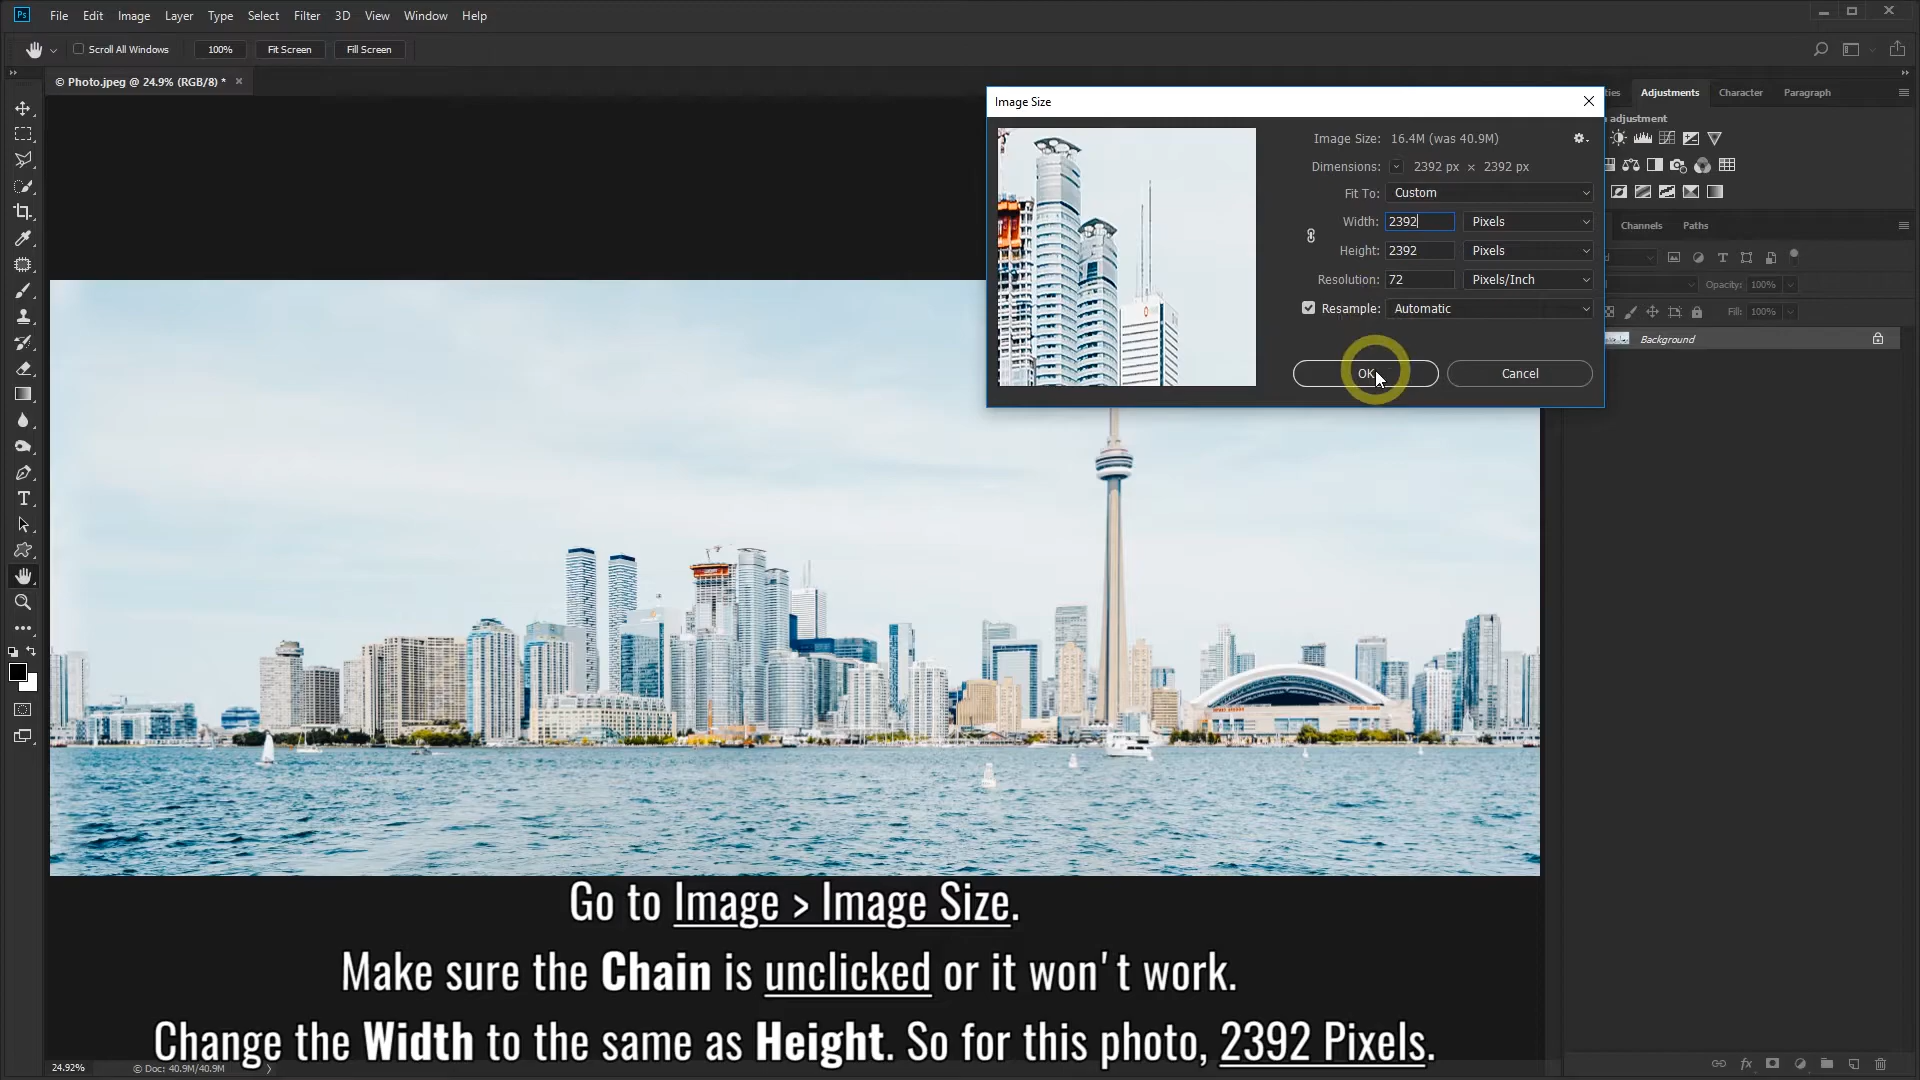 Ps File Edit Image Layer Type Select Filter 3D View Window Help
Scroll All Windows 100% Fit Screen Fill Screen
© Photo.jpeg @ 24.9% (RGB/8) *
Image Size
Adjustments Character Paragraph
adjustment
Image Size: 16.4M (was 40.9M)
Dimensions: 2392 px × 2392 px
Fit To: Custom
Width: 2392 Pixels
Height: 2392 Pixels
Resolution: 72 Pixels/Inch
Resample: Automatic
OK Cancel
Channels Paths
Opacity: 100%
Fill: 100%
Background
Go to Image > Image Size.
Make sure the Chain is unclicked or it won't work.
Change the Width to the same as Height. So for this photo, 2392 Pixels.
24.92% © Doc: 40.9M/40.9M
fx